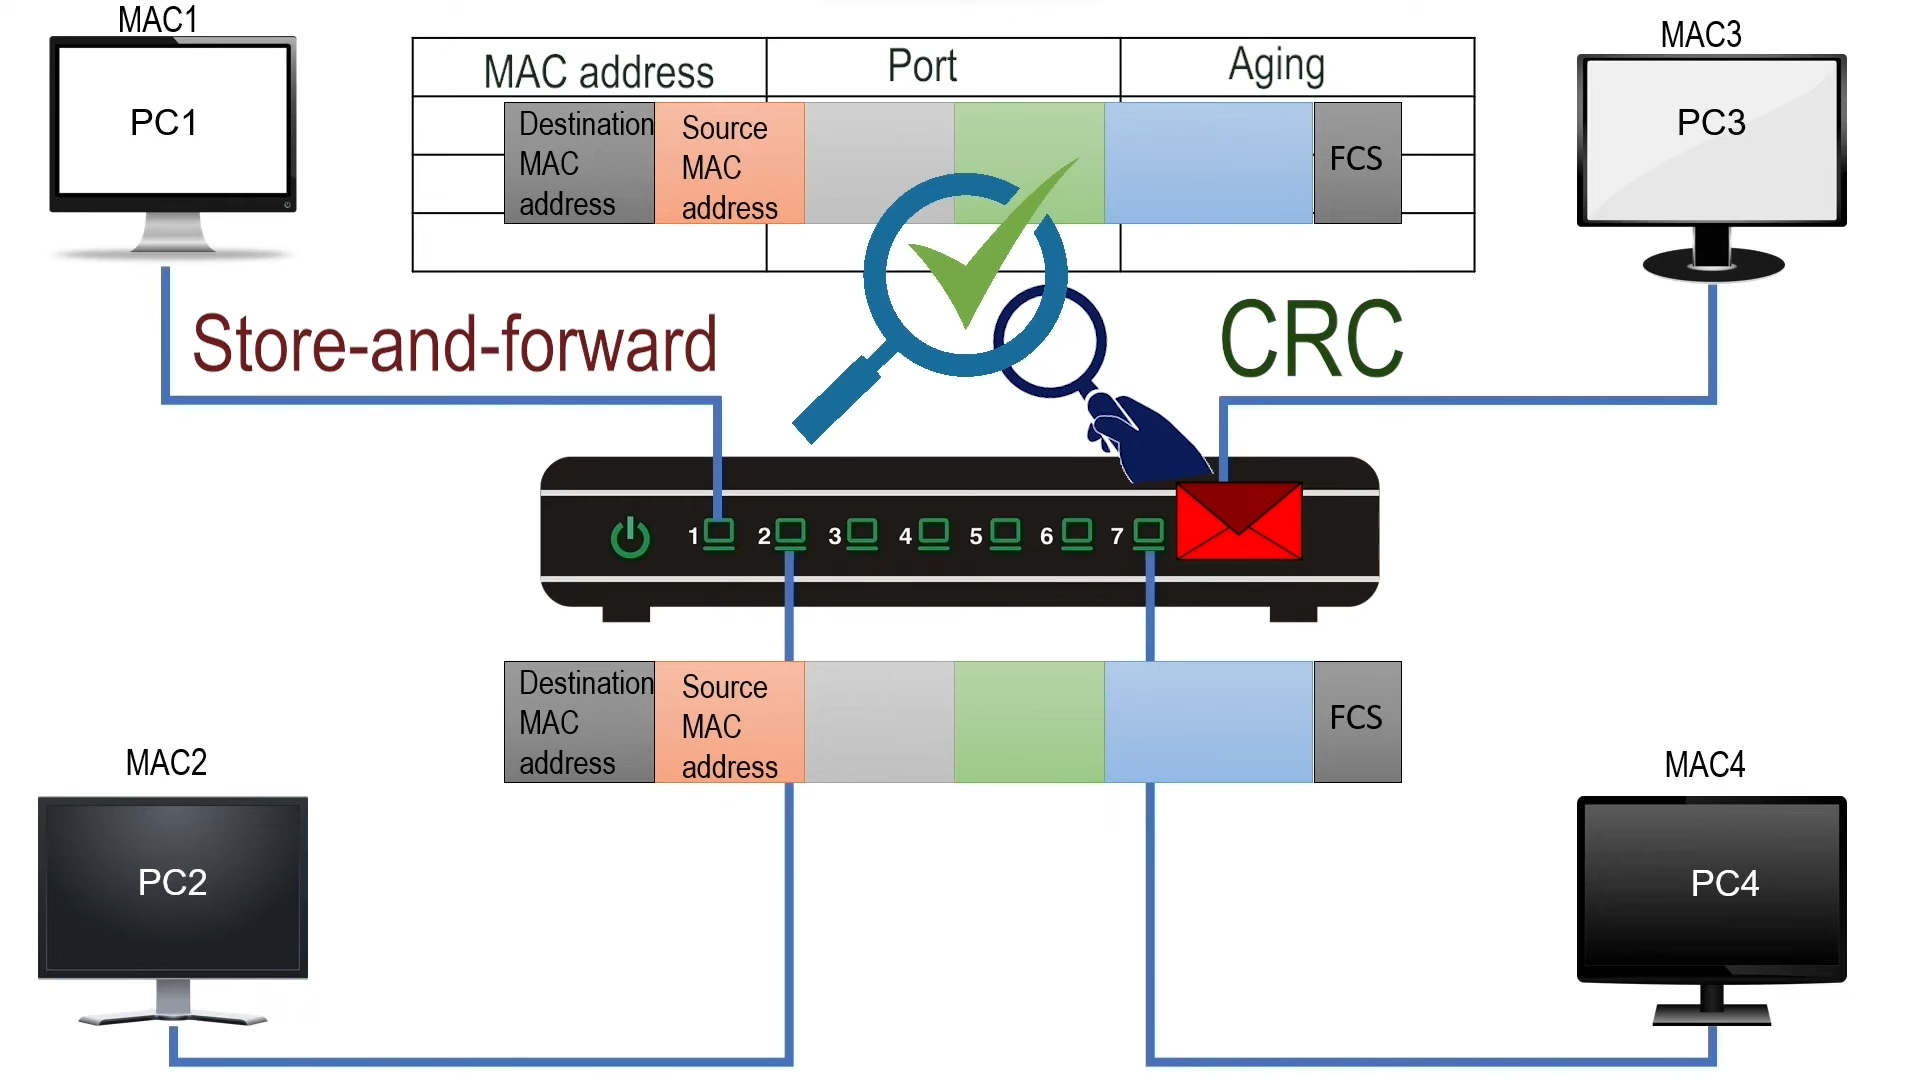 MAC1
MAC3
PC1
PC3
MAC address Port Aging
Destination
MAC
address
Source
MAC
address
FCS
Store-and-forward
CRC
1 2 3 4 5 6 7
Destination
MAC
address
Source
MAC
address
FCS
MAC2
MAC4
PC2
PC4